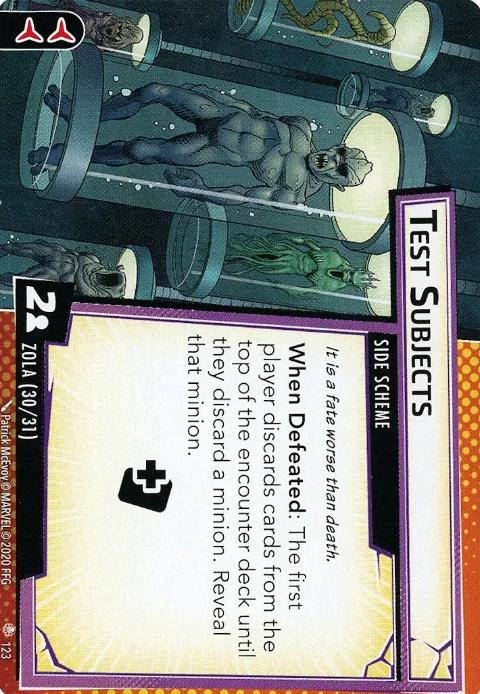 TEST SUBJECTS
SIDE SCHEME
It is a fate worse than death.
When Defeated: The first
player discards cards from the
top of the encounter deck until
they discard a minion. Reveal
that minion.
2
ZOLA (30/31)
Patrick McEvoy © MARVEL © 2020 FFG
123